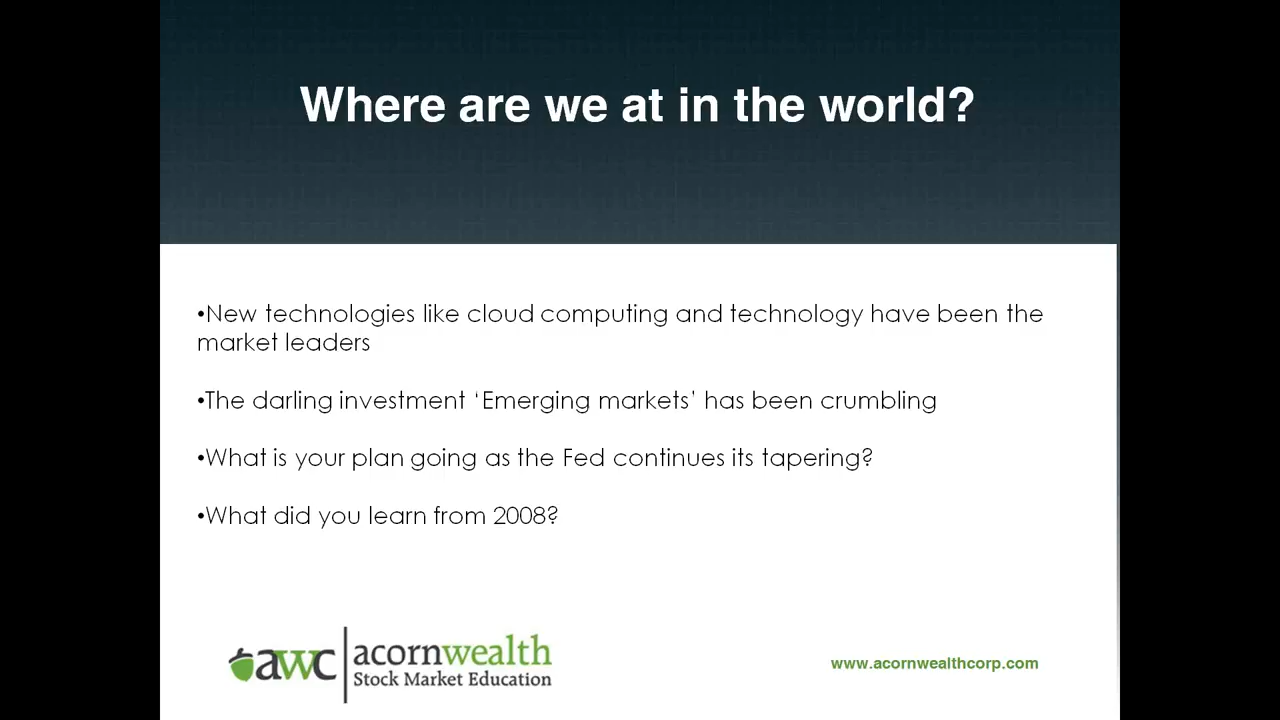 Where are we at in the world?
•New technologies like cloud computing and technology have been the
market leaders
•The darling investment ‘Emerging markets’ has been crumbling
•What is your plan going as the Fed continues its tapering?
•What did you learn from 2008?
awc
acornwealth
Stock Market Education
www.acornwealthcorp.com